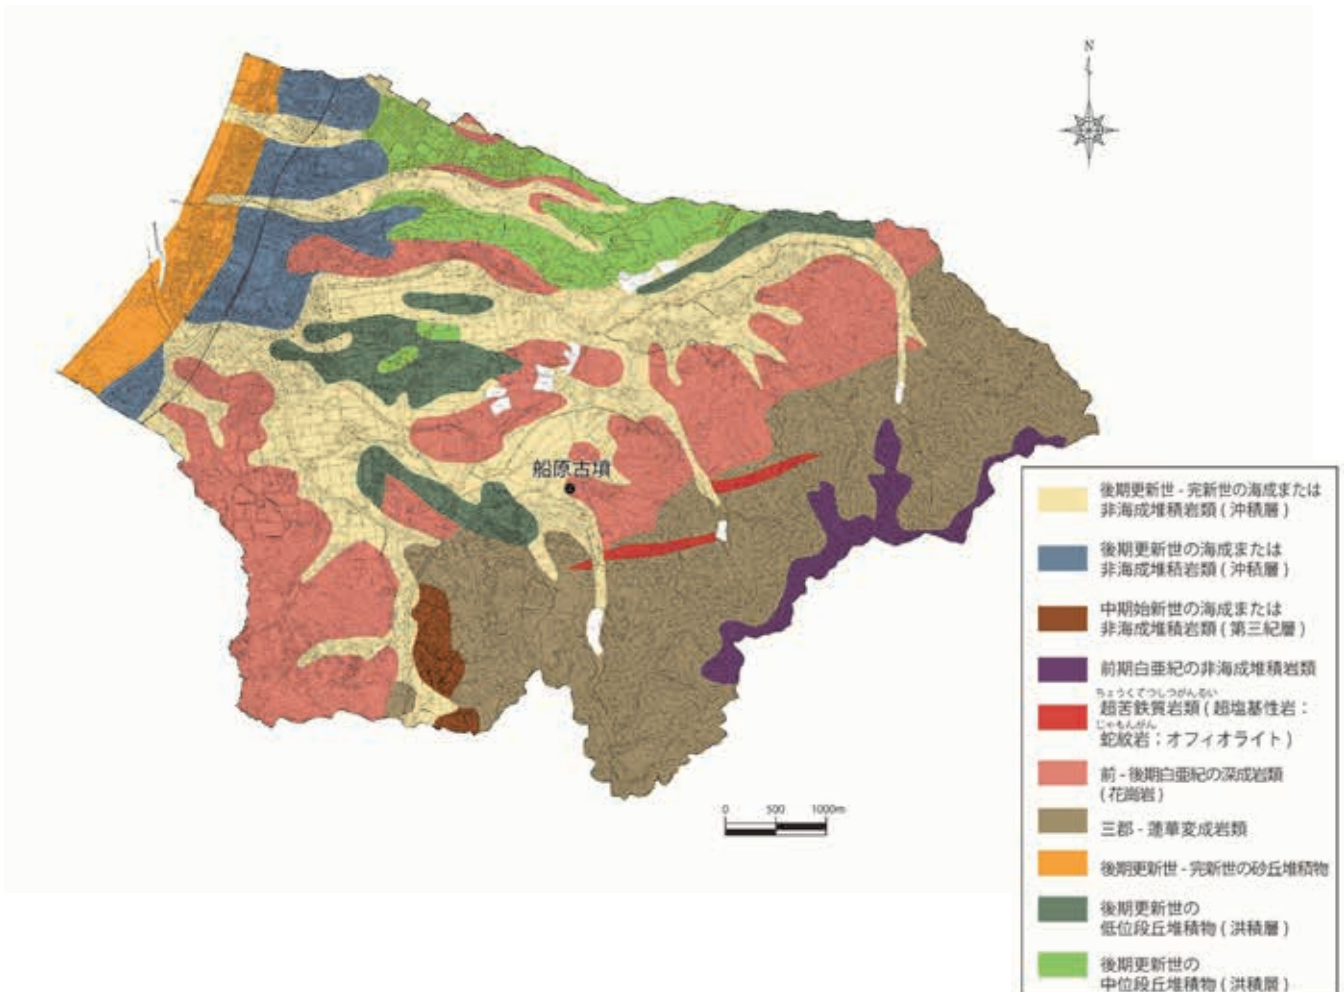 N
船原古墳
0 500 1000m
後期更新世 - 完新世の海成または
非海成堆積岩類 ( 沖積層 )
後期更新世の海成または
非海成堆積岩類 ( 沖積層 )
中期始新世の海成または
非海成堆積岩類 ( 第三紀層 )
前期白亜紀の非海成堆積岩類
ちょうくてつしつがんるい
超苦鉄質岩類 ( 超塩基性岩 :
じゃもんがん
蛇紋岩 ; オフィオライト )
前 - 後期白亜紀の深成岩類
( 花崗岩 )
三郡 - 蓮華変成岩類
後期更新世 - 完新世の砂丘堆積物
後期更新世の
低位段丘堆積物 ( 洪積層 )
後期更新世の
中位段丘堆積物 ( 洪積層 )